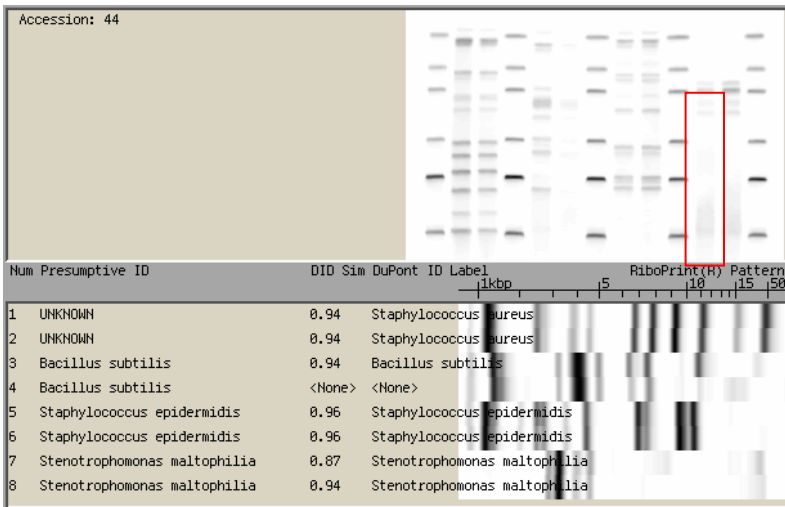 Accession: 44
Num Presumptive ID DID Sim DuPont ID Label RiboPrint(R) Pattern
1kbp 5 10 15 50
1 UNKNOWN 0.94 Staphylococcus aureus
2 UNKNOWN 0.94 Staphylococcus aureus
3 Bacillus subtilis 0.94 Bacillus subtilis
4 Bacillus subtilis <None> <None>
5 Staphylococcus epidermidis 0.96 Staphylococcus epidermidis
6 Staphylococcus epidermidis 0.96 Staphylococcus epidermidis
7 Stenotrophomonas maltophilia 0.87 Stenotrophomonas maltophilia
8 Stenotrophomonas maltophilia 0.94 Stenotrophomonas maltophilia